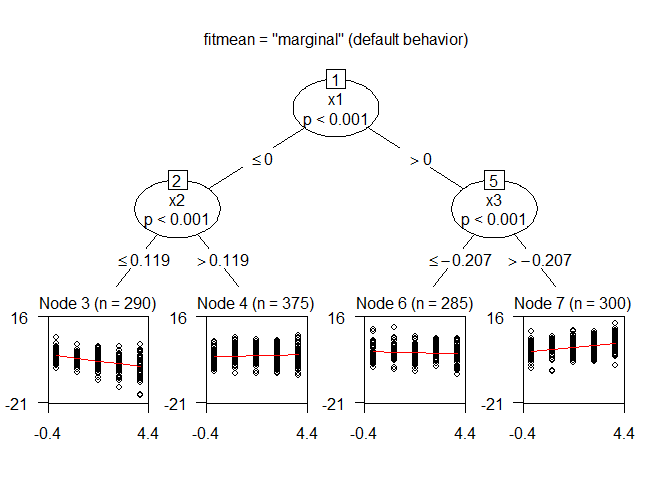 fitmean = "marginal" (default behavior)
1
x1
p < 0.001
≤ 0
> 0
2
x2
p < 0.001
5
x3
p < 0.001
≤ 0.119
> 0.119
≤ −0.207
> −0.207
Node 3 (n = 290)
Node 4 (n = 375)
Node 6 (n = 285)
Node 7 (n = 300)
16
16
16
16
-21
-21
-21
-21
-0.4
4.4
-0.4
4.4
-0.4
4.4
-0.4
4.4